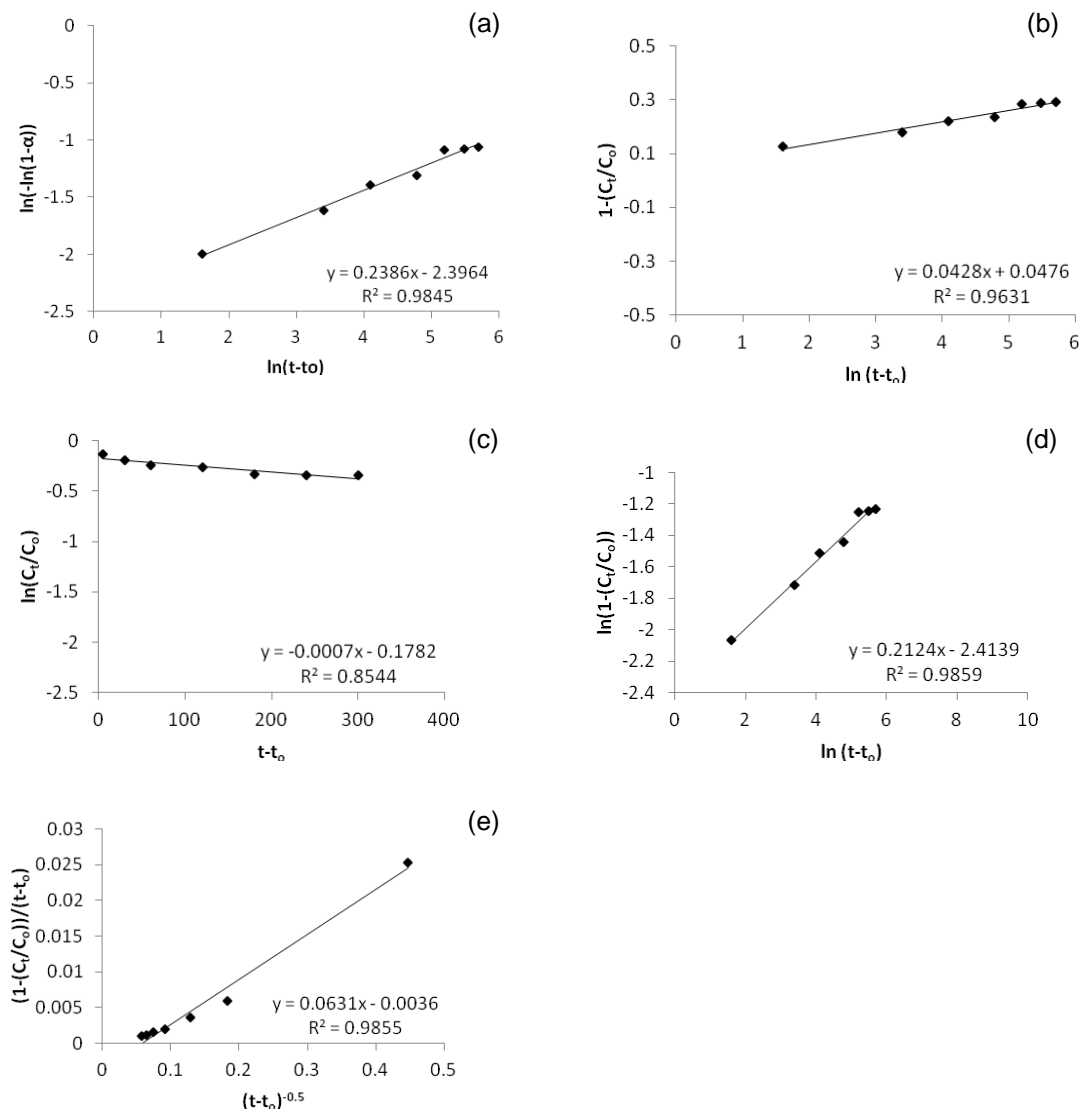 (a)
0
-0.5
-1
-1.5
-2
-2.5
ln(-ln(1-α))
y = 0.2386x - 2.3964
R² = 0.9845
0 1 2 3 4 5 6
ln(t-to)
(b)
0.5
0.3
0.1
-0.1
-0.3
-0.5
1-(Cₜ/Cₒ)
y = 0.0428x + 0.0476
R² = 0.9631
0 1 2 3 4 5 6
ln (t-tₒ)
(c)
0
-0.5
-1
-1.5
-2
-2.5
ln(Cₜ/Cₒ)
y = -0.0007x - 0.1782
R² = 0.8544
0 100 200 300 400
t-tₒ
(d)
-1
-1.2
-1.4
-1.6
-1.8
-2
-2.2
-2.4
ln(1-(Cₜ/Cₒ))
y = 0.2124x - 2.4139
R² = 0.9859
0 2 4 6 8 10
ln (t-tₒ)
(e)
0.03
0.025
0.02
0.015
0.01
0.005
0
(1-(Cₜ/Cₒ))/(t-tₒ)
y = 0.0631x - 0.0036
R² = 0.9855
0 0.1 0.2 0.3 0.4 0.5
(t-tₒ)⁻⁰·⁵